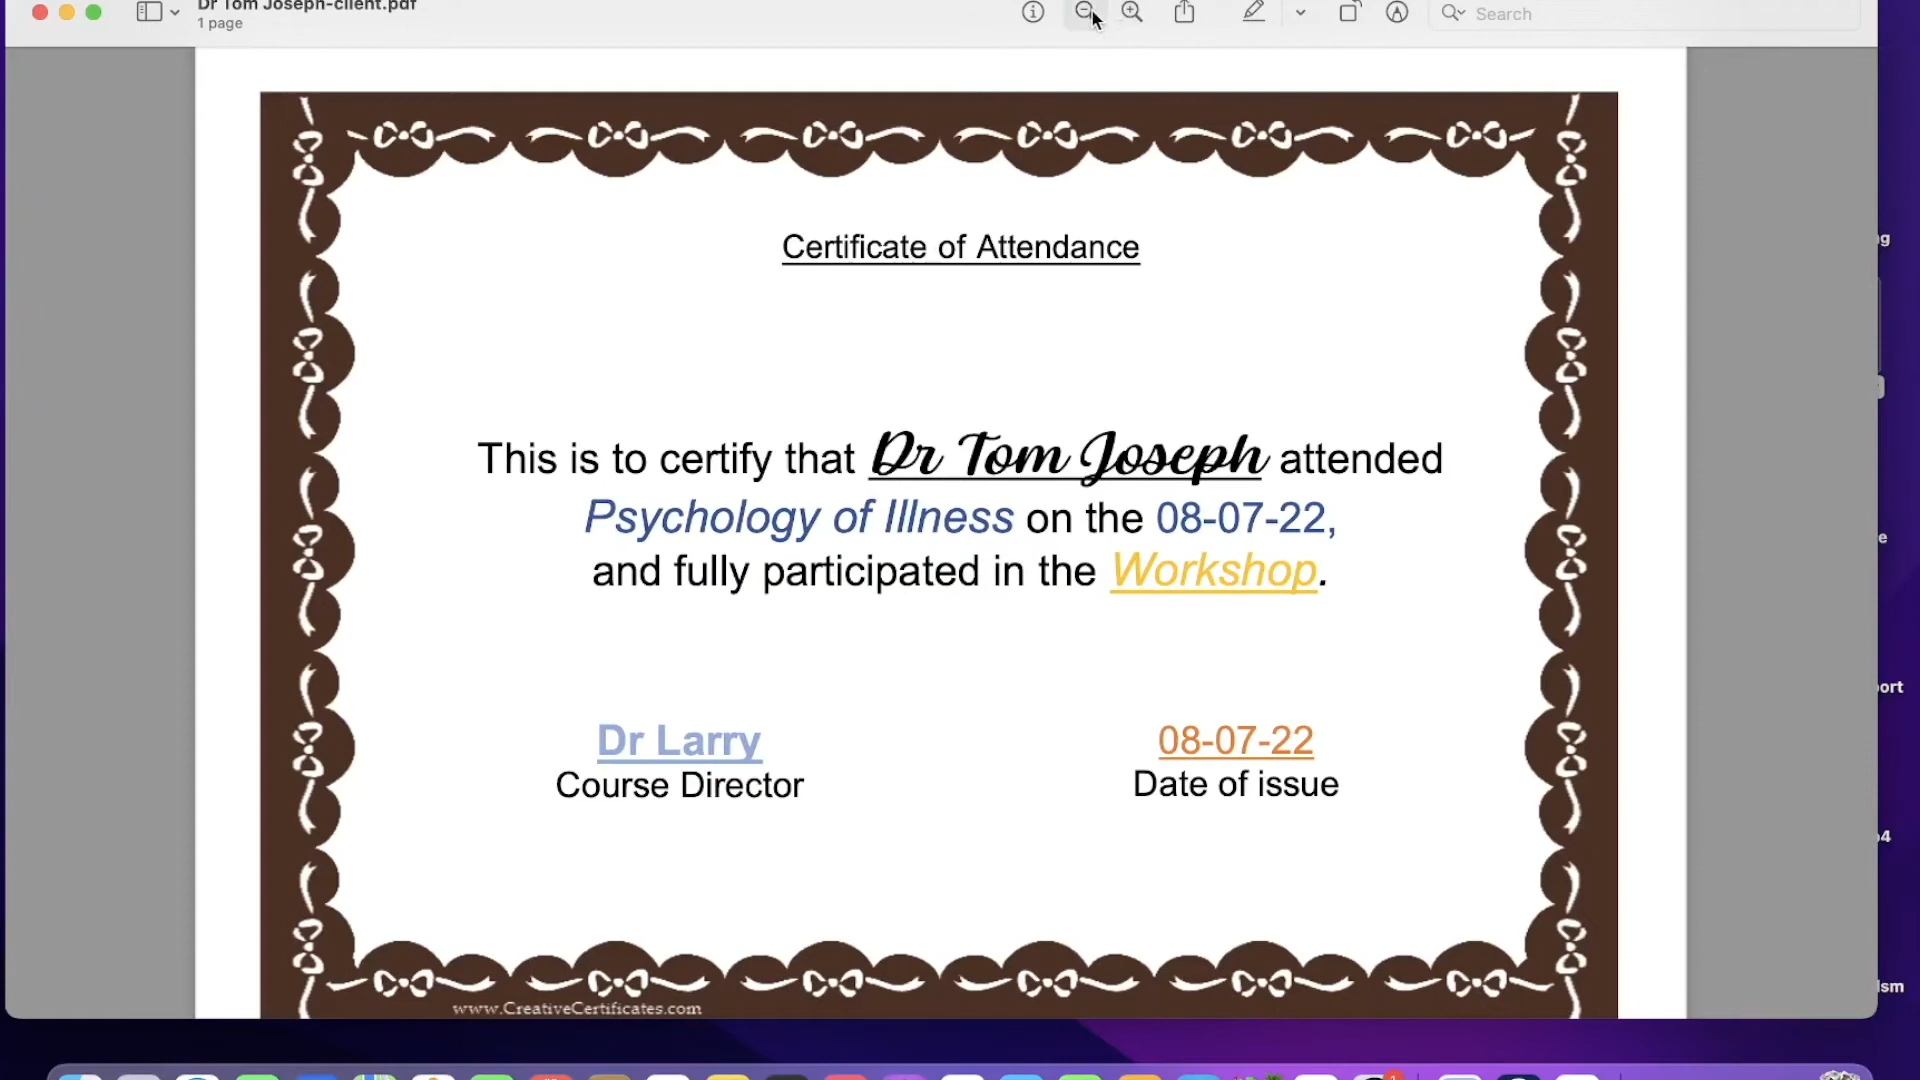 Dr Tom Joseph-client.pdf
1 page
Search
Certificate of Attendance
This is to certify that Dr Tom Joseph attended
Psychology of Illness on the 08-07-22,
and fully participated in the Workshop.
Dr Larry
08-07-22
Course Director
Date of issue
www.CreativeCertificates.com